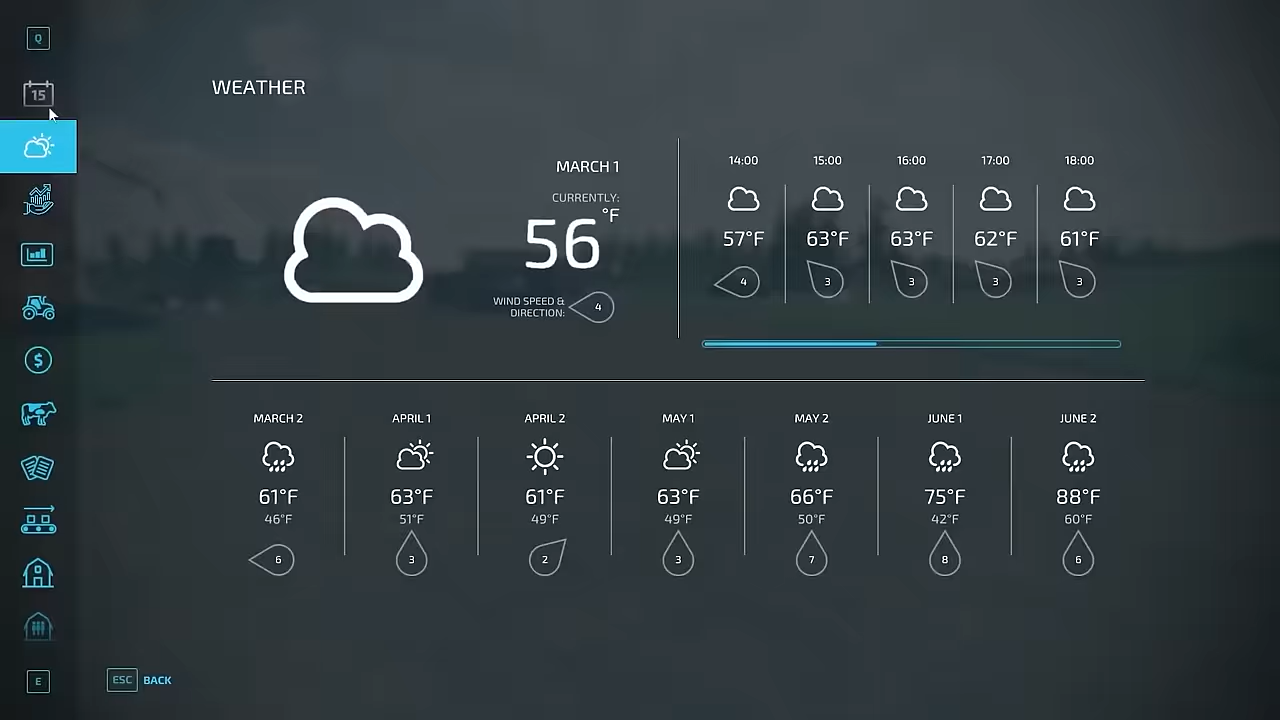 Q
15
WEATHER
MARCH 1
CURRENTLY:
56 °F
WIND SPEED &
DIRECTION:
4
14:00 15:00 16:00 17:00 18:00
57°F 63°F 63°F 62°F 61°F
4 3 3 3 3
MARCH 2 APRIL 1 APRIL 2 MAY 1 MAY 2 JUNE 1 JUNE 2
61°F 63°F 61°F 63°F 66°F 75°F 88°F
46°F 51°F 49°F 49°F 50°F 42°F 60°F
6 3 2 3 7 8 6
$
E
ESC BACK